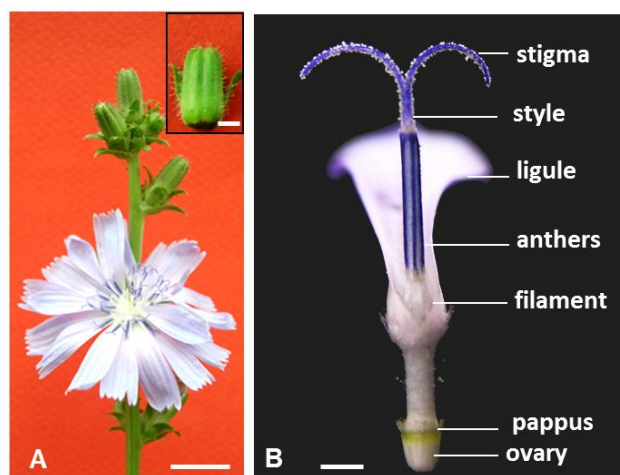 A
stigma
style
ligule
anthers
filament
pappus
ovary
B